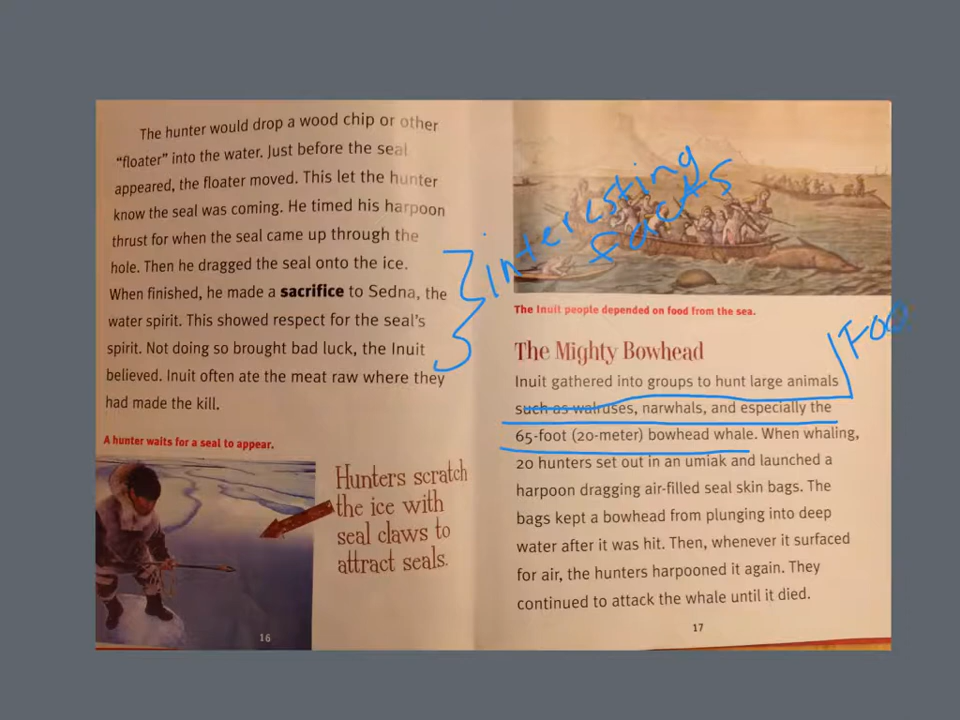 The hunter would drop a wood chip or other
“floater” into the water. Just before the seal
appeared, the floater moved. This let the hunter
know the seal was coming. He timed his harpoon
thrust for when the seal came up through the
hole. Then he dragged the seal onto the ice.
When finished, he made a sacrifice to Sedna, the
water spirit. This showed respect for the seal's
spirit. Not doing so brought bad luck, the Inuit
believed. Inuit often ate the meat raw where they
had made the kill.
A hunter waits for a seal to appear.
Hunters scratch
the ice with
seal claws to
attract seals.
16
interesting
facts
The Inuit people depended on food from the sea.
Food
The Mighty Bowhead
Inuit gathered into groups to hunt large animals
such as walruses, narwhals, and especially the
65-foot (20-meter) bowhead whale. When whaling,
20 hunters set out in an umiak and launched a
harpoon dragging air-filled seal skin bags. The
bags kept a bowhead from plunging into deep
water after it was hit. Then, whenever it surfaced
for air, the hunters harpooned it again. They
continued to attack the whale until it died.
17